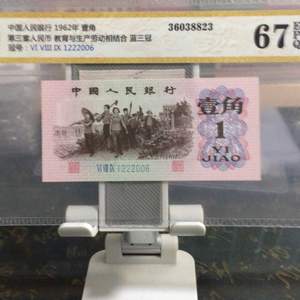 中国人民银行 1962年 壹角
36038823
第三套人民币 教育与生产劳动相结合 蓝三冠
冠号：VI VIII IX 1222006
67 EPQ
中国人民银行
壹角
1
YI
JIAO
VI VIII IX 1222006